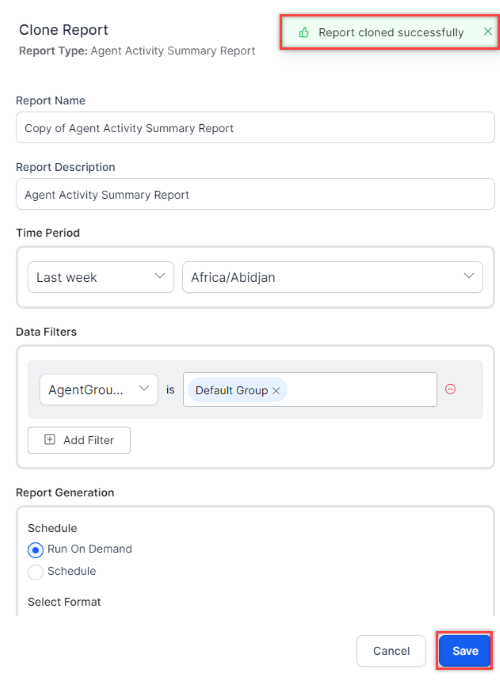 Clone Report
Report cloned successfully
Report Type: Agent Activity Summary Report
Report Name
Copy of Agent Activity Summary Report
Report Description
Agent Activity Summary Report
Time Period
Last week
Africa/Abidjan
Data Filters
AgentGrou... is Default Group
Add Filter
Report Generation
Schedule
Run On Demand
Schedule
Select Format
Cancel
Save